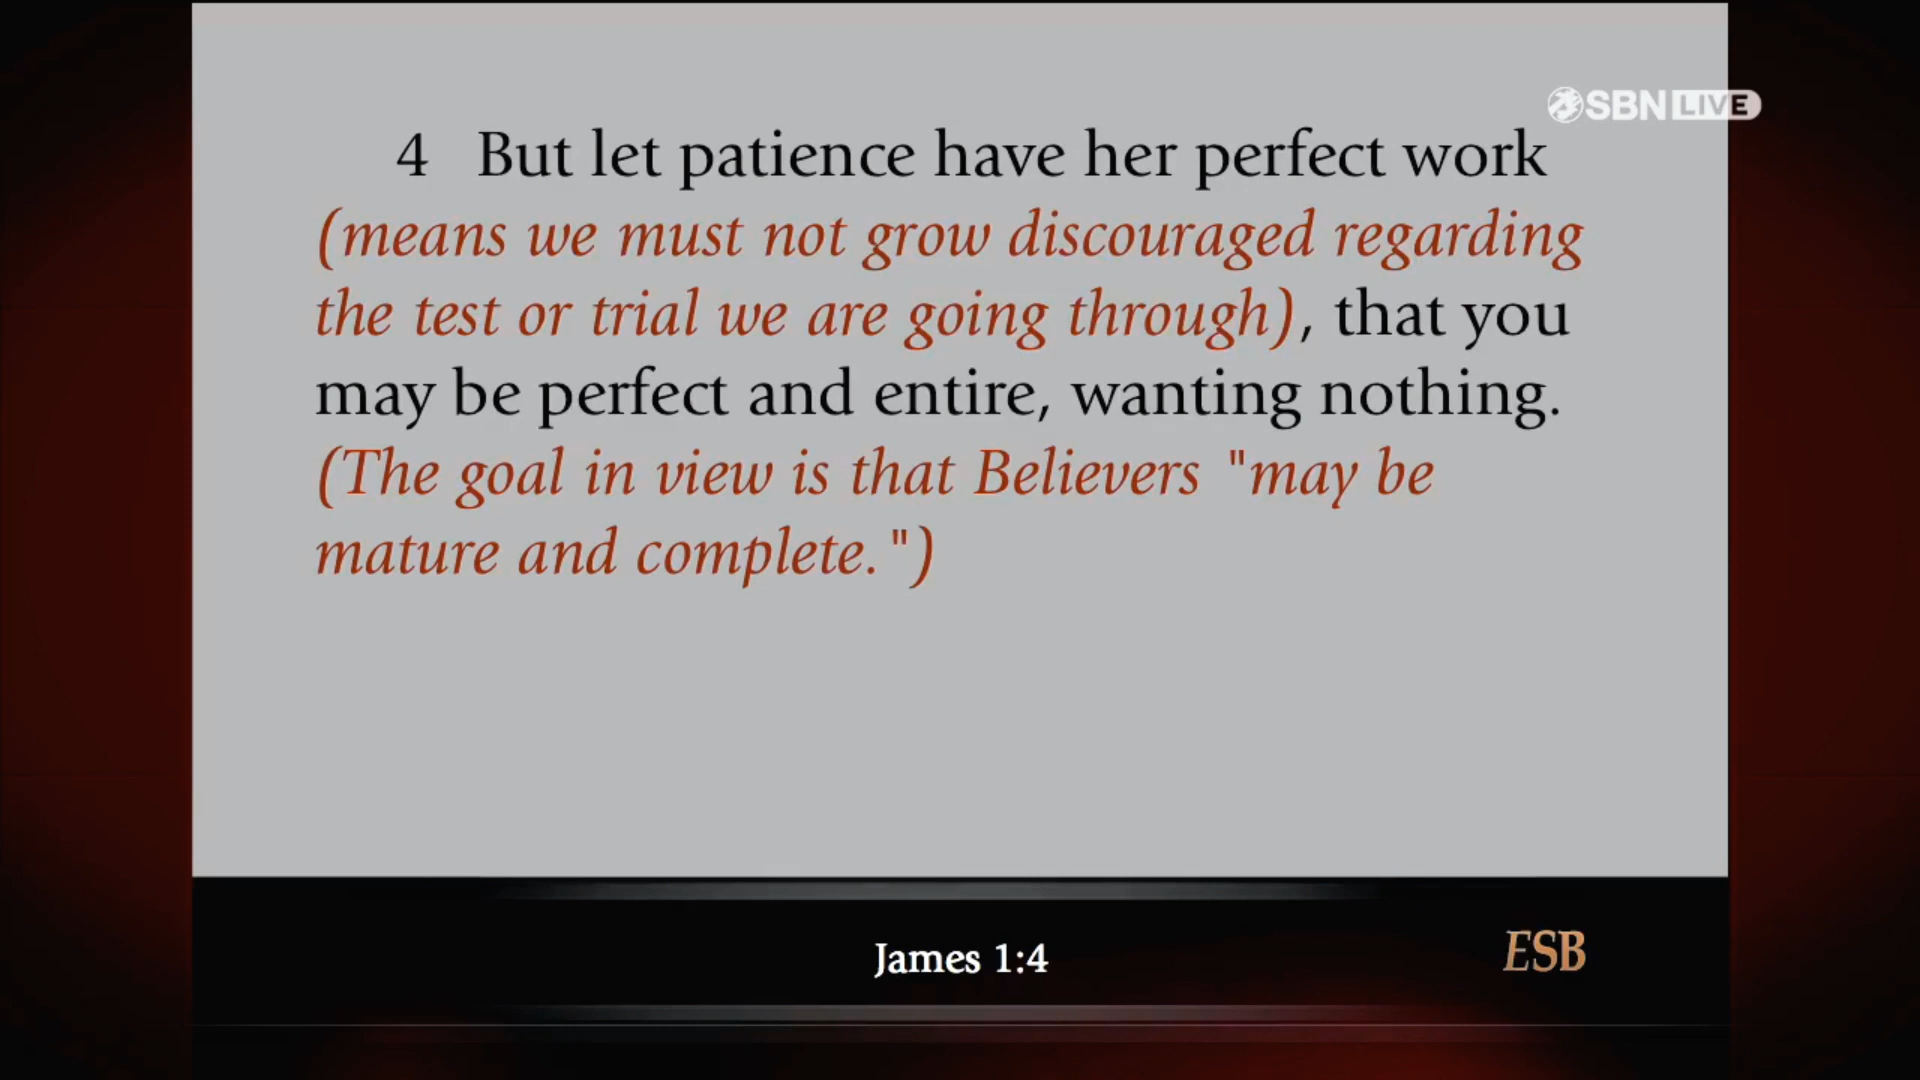 SBN LIVE
4 But let patience have her perfect work
(means we must not grow discouraged regarding
the test or trial we are going through), that you
may be perfect and entire, wanting nothing.
(The goal in view is that Believers "may be
mature and complete.")
James 1:4
ESB